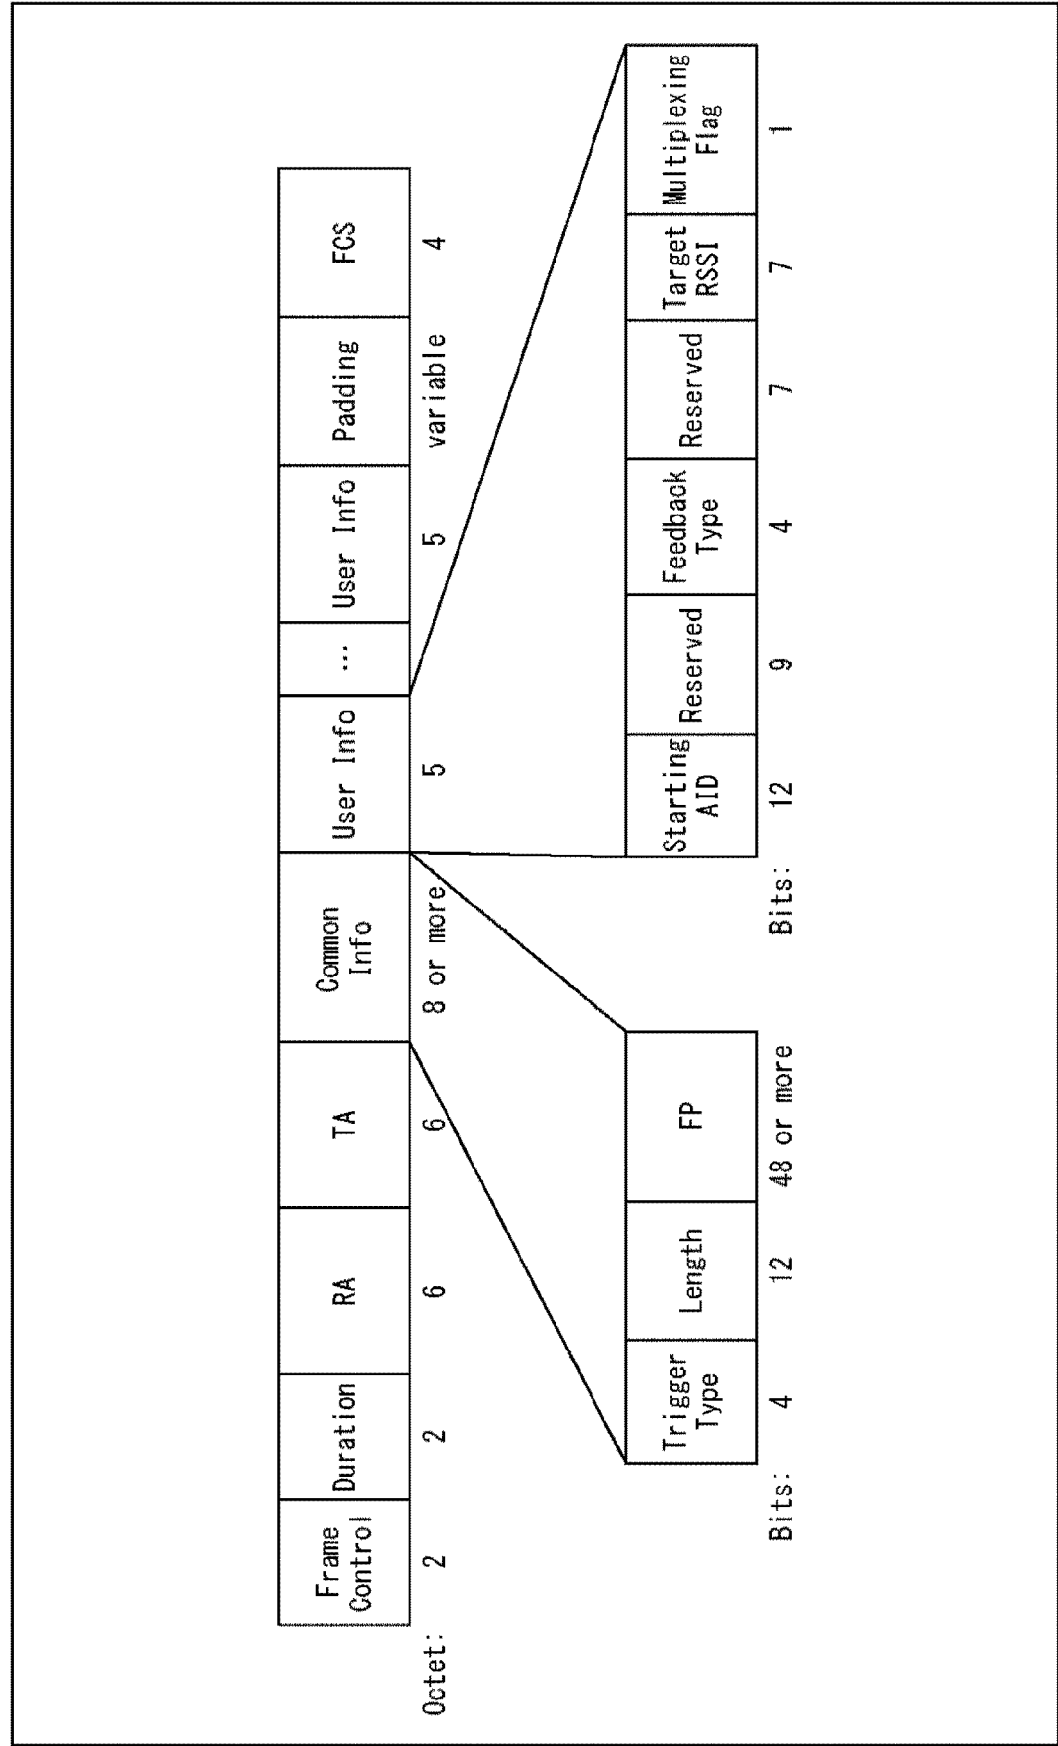 Frame
Control
Duration
RA
TA
Common
Info
User Info
...
User Info
Padding
FCS
Octet:
2
2
6
6
8 or more
5
5
variable
4
Trigger
Type
Length
FP
Bits:
4
12
48 or more
Starting
AID
Reserved
Feedback
Type
Reserved
Target
RSSI
Multiplexing
Flag
Bits:
12
9
4
7
7
1